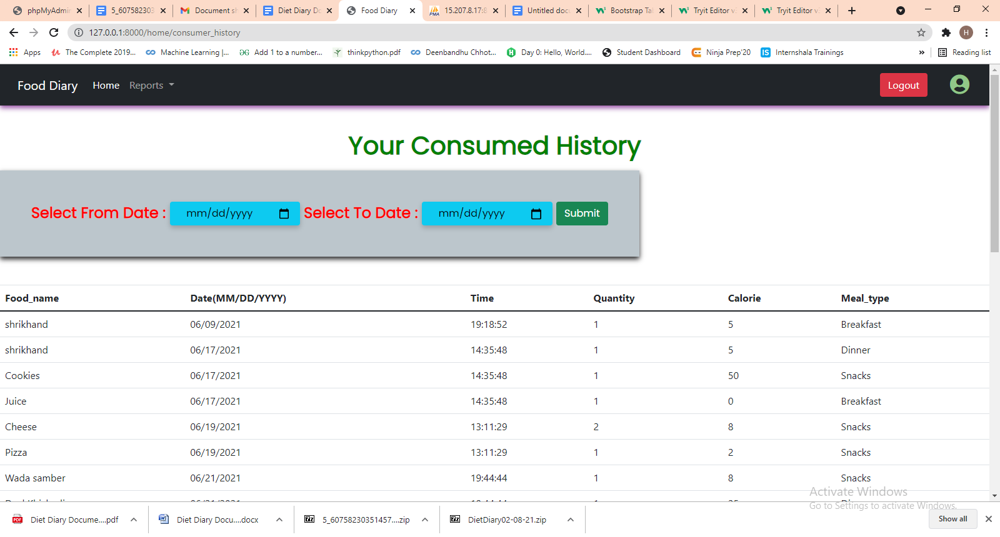 phpMyAdmin 5_607582303 Document sh Diet Diary Do Food Diary 15.207.8.17:8 Untitled docu Bootstrap Tab Tryit Editor v3 Tryit Editor v3
127.0.0.1:8000/home/consumer_history H
Apps The Complete 2019... Machine Learning |... Add 1 to a number... thinkpython.pdf Deenbandhu Chhot... Day 0: Hello, World.... Student Dashboard Ninja Prep'20 IS Internshala Trainings » Reading list
Food Diary Home Reports Logout
Your Consumed History
Select From Date : mm/dd/yyyy Select To Date : mm/dd/yyyy Submit
Food_name Date(MM/DD/YYYY) Time Quantity Calorie Meal_type
shrikhand 06/09/2021 19:18:52 1 5 Breakfast
shrikhand 06/17/2021 14:35:48 1 5 Dinner
Cookies 06/17/2021 14:35:48 1 50 Snacks
Juice 06/17/2021 14:35:48 1 0 Breakfast
Cheese 06/19/2021 13:11:29 2 8 Snacks
Pizza 06/19/2021 13:11:29 1 2 Snacks
Wada samber 06/21/2021 19:44:44 1 8 Snacks
Activate Windows
Go to Settings to activate Windows.
Diet Diary Docume....pdf Diet Diary Docu....docx 5_60758230351457....zip DietDiary02-08-21.zip Show all